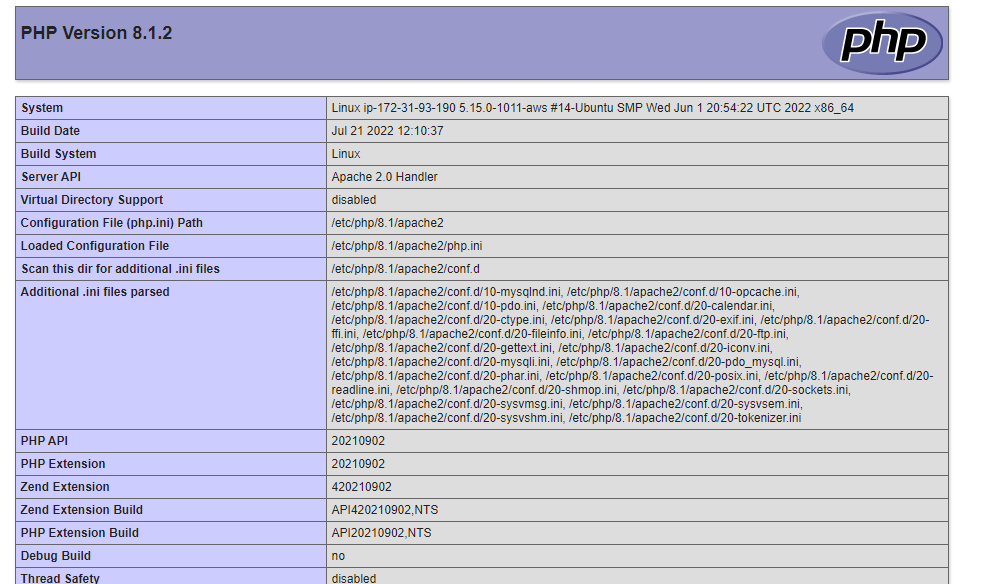 PHP Version 8.1.2
php
System Linux ip-172-31-93-190 5.15.0-1011-aws #14-Ubuntu SMP Wed Jun 1 20:54:22 UTC 2022 x86_64
Build Date Jul 21 2022 12:10:37
Build System Linux
Server API Apache 2.0 Handler
Virtual Directory Support disabled
Configuration File (php.ini) Path /etc/php/8.1/apache2
Loaded Configuration File /etc/php/8.1/apache2/php.ini
Scan this dir for additional .ini files /etc/php/8.1/apache2/conf.d
Additional .ini files parsed /etc/php/8.1/apache2/conf.d/10-mysqlnd.ini, /etc/php/8.1/apache2/conf.d/10-opcache.ini,
/etc/php/8.1/apache2/conf.d/10-pdo.ini, /etc/php/8.1/apache2/conf.d/20-calendar.ini,
/etc/php/8.1/apache2/conf.d/20-ctype.ini, /etc/php/8.1/apache2/conf.d/20-exif.ini, /etc/php/8.1/apache2/conf.d/20-
ffi.ini, /etc/php/8.1/apache2/conf.d/20-fileinfo.ini, /etc/php/8.1/apache2/conf.d/20-ftp.ini,
/etc/php/8.1/apache2/conf.d/20-gettext.ini, /etc/php/8.1/apache2/conf.d/20-iconv.ini,
/etc/php/8.1/apache2/conf.d/20-mysqli.ini, /etc/php/8.1/apache2/conf.d/20-pdo_mysql.ini,
/etc/php/8.1/apache2/conf.d/20-phar.ini, /etc/php/8.1/apache2/conf.d/20-posix.ini, /etc/php/8.1/apache2/conf.d/20-
readline.ini, /etc/php/8.1/apache2/conf.d/20-shmop.ini, /etc/php/8.1/apache2/conf.d/20-sockets.ini,
/etc/php/8.1/apache2/conf.d/20-sysvmsg.ini, /etc/php/8.1/apache2/conf.d/20-sysvsem.ini,
/etc/php/8.1/apache2/conf.d/20-sysvshm.ini, /etc/php/8.1/apache2/conf.d/20-tokenizer.ini
PHP API 20210902
PHP Extension 20210902
Zend Extension 420210902
Zend Extension Build API420210902,NTS
PHP Extension Build API20210902,NTS
Debug Build no
Thread Safety disabled